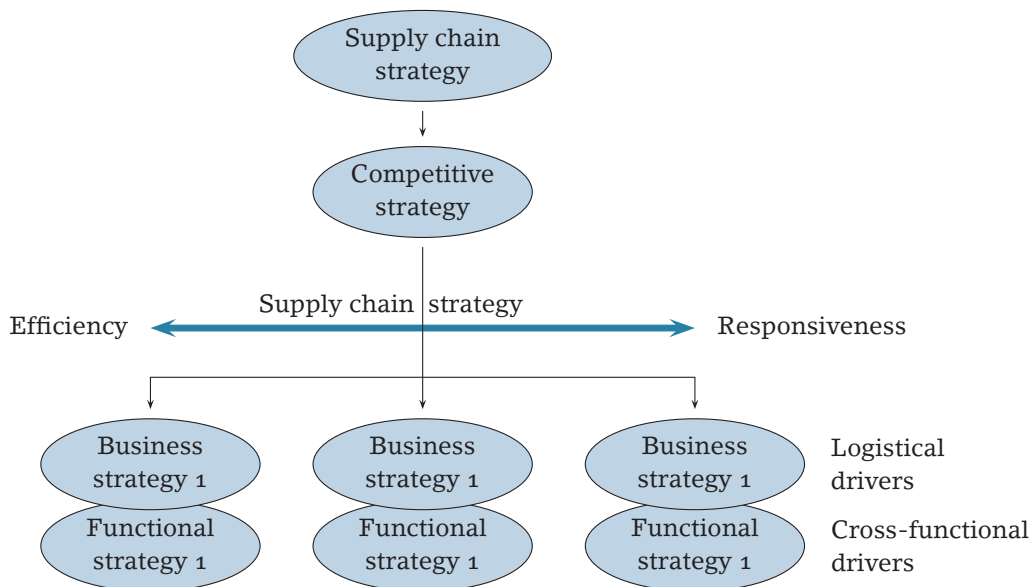 Supply chain
strategy
Competitive
strategy
Supply chain strategy
Efficiency
Responsiveness
Business
strategy 1
Business
strategy 1
Business
strategy 1
Logistical
drivers
Functional
strategy 1
Functional
strategy 1
Functional
strategy 1
Cross-functional
drivers